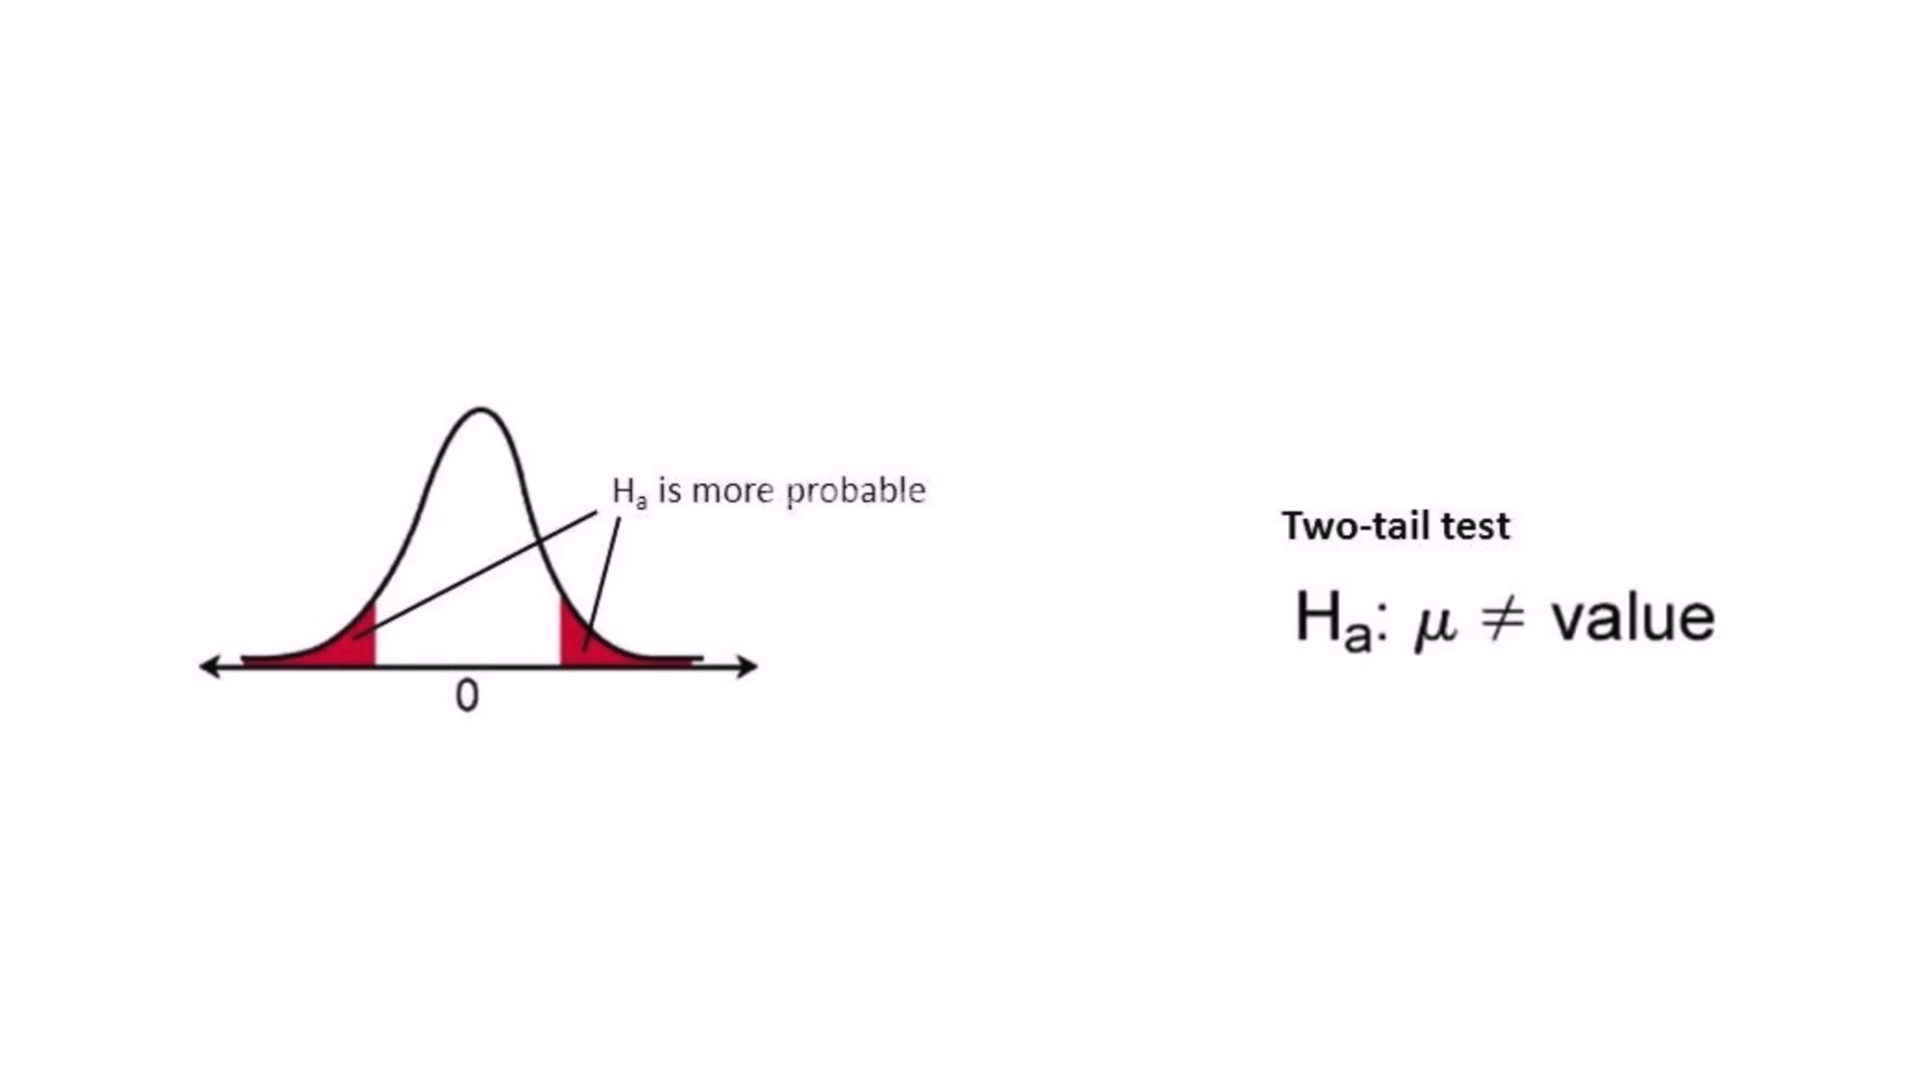 Hₐ is more probable
0
Two-tail test
Hₐ: μ ≠ value